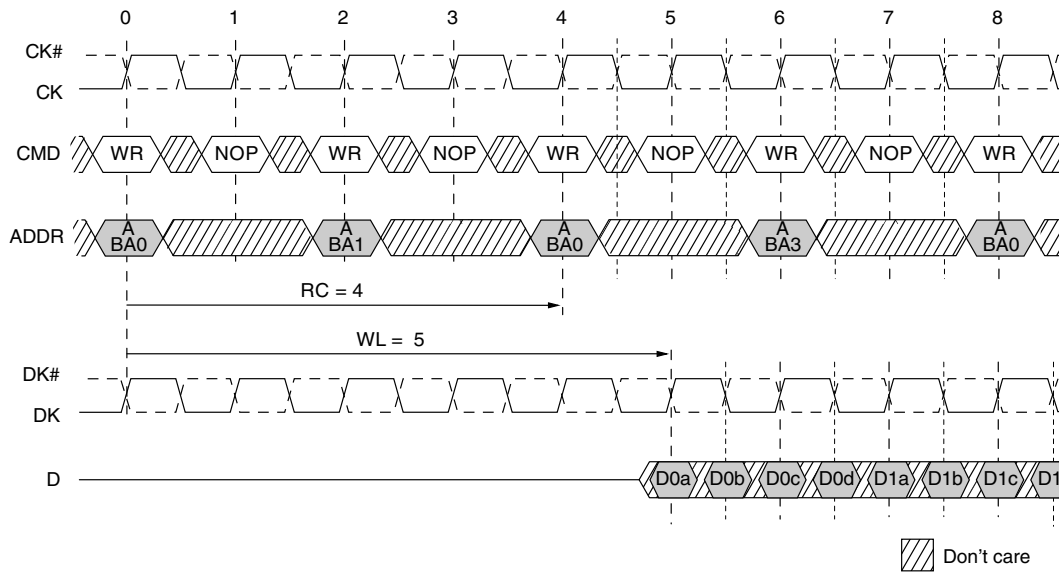 0 1 2 3 4 5 6 7 8
CK#
CK
CMD WR NOP WR NOP WR NOP WR NOP WR
ADDR A BA0 A BA1 A BA0 A BA3 A BA0
RC = 4
WL = 5
DK#
DK
D D0a D0b D0c D0d D1a D1b D1c D1
Don't care